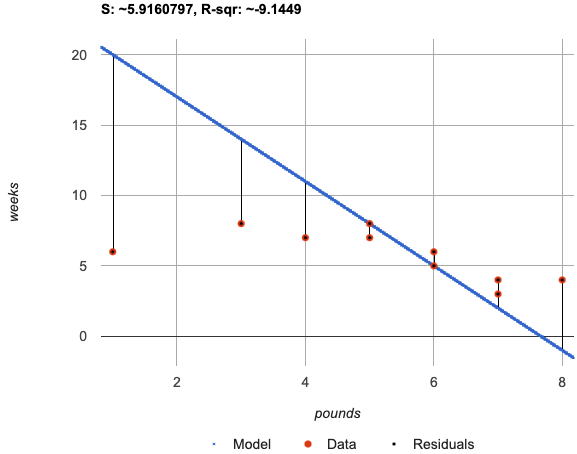 S: ~5.9160797, R-sqr: ~-9.1449
20
15
10
5
0
weeks
2 4 6 8
pounds
Model Data Residuals